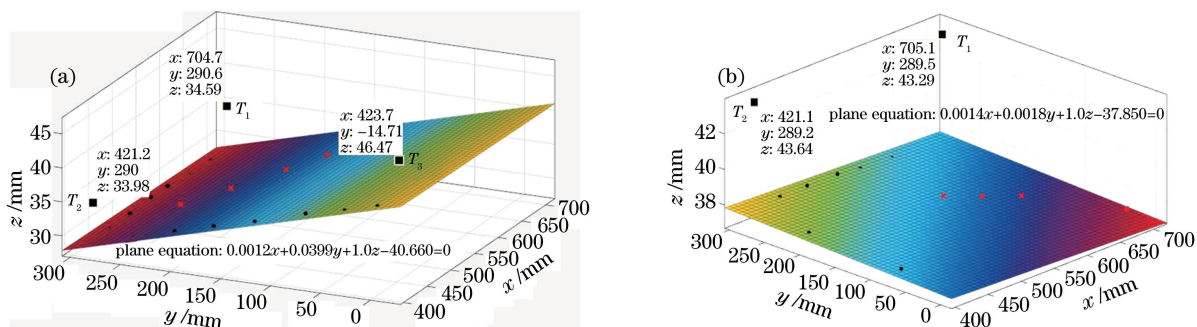 (a)
x: 704.7
y: 290.6
z: 34.59
T1
x: 423.7
y: −14.71
z: 46.47
T3
x: 421.2
y: 290
z: 33.98
T2
45
40
35
30
z /mm
plane equation: 0.0012x+0.0399y+1.0z−40.660=0
300
250
200
150
100
50
0
y /mm
400
450
500
550
600
650
700
x /mm
(b)
x: 705.1
y: 289.5
z: 43.29
T1
T2
x: 421.1
y: 289.2
z: 43.64
plane equation: 0.0014x+0.0018y+1.0z−37.850=0
42
40
38
z /mm
300
250
200
150
100
50
0
y /mm
400
450
500
550
600
650
700
x /mm